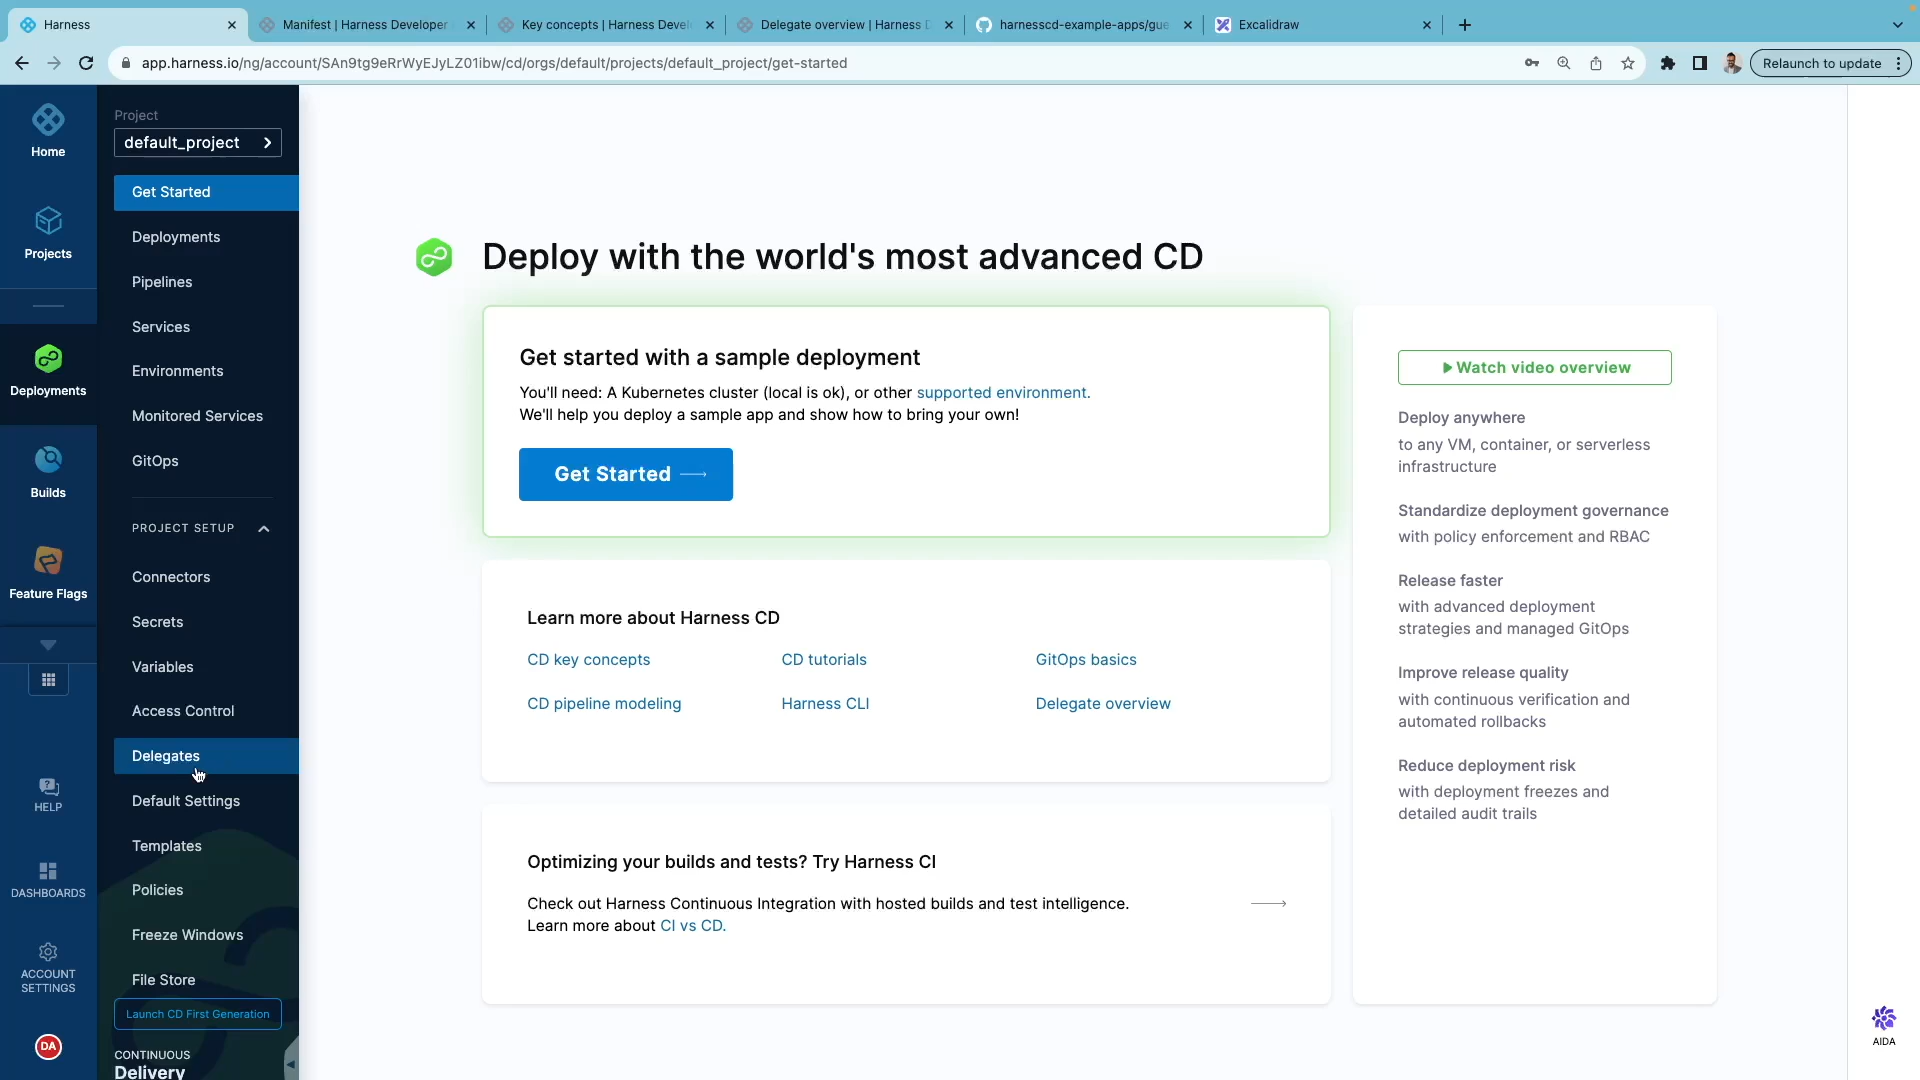 Harness
Manifest | Harness Developer
Key concepts | Harness Devel
Delegate overview | Harness D
harnesscd-example-apps/gue
Excalidraw
app.harness.io/ng/account/SAn9tg9eRrWyEJyLZ01ibw/cd/orgs/default/projects/default_project/get-started
Relaunch to update
Home
Projects
Deployments
Builds
Feature Flags
HELP
DASHBOARDS
ACCOUNT
SETTINGS
DA
Project
default_project
Get Started
Deployments
Pipelines
Services
Environments
Monitored Services
GitOps
PROJECT SETUP
Connectors
Secrets
Variables
Access Control
Delegates
Default Settings
Templates
Policies
Freeze Windows
File Store
Launch CD First Generation
CONTINUOUS
Delivery
Deploy with the world's most advanced CD
Get started with a sample deployment
You'll need: A Kubernetes cluster (local is ok), or other supported environment.
We'll help you deploy a sample app and show how to bring your own!
Get Started
Learn more about Harness CD
CD key concepts
CD tutorials
GitOps basics
CD pipeline modeling
Harness CLI
Delegate overview
Optimizing your builds and tests? Try Harness CI
Check out Harness Continuous Integration with hosted builds and test intelligence.
Learn more about CI vs CD.
Watch video overview
Deploy anywhere
to any VM, container, or serverless
infrastructure
Standardize deployment governance
with policy enforcement and RBAC
Release faster
with advanced deployment
strategies and managed GitOps
Improve release quality
with continuous verification and
automated rollbacks
Reduce deployment risk
with deployment freezes and
detailed audit trails
AIDA